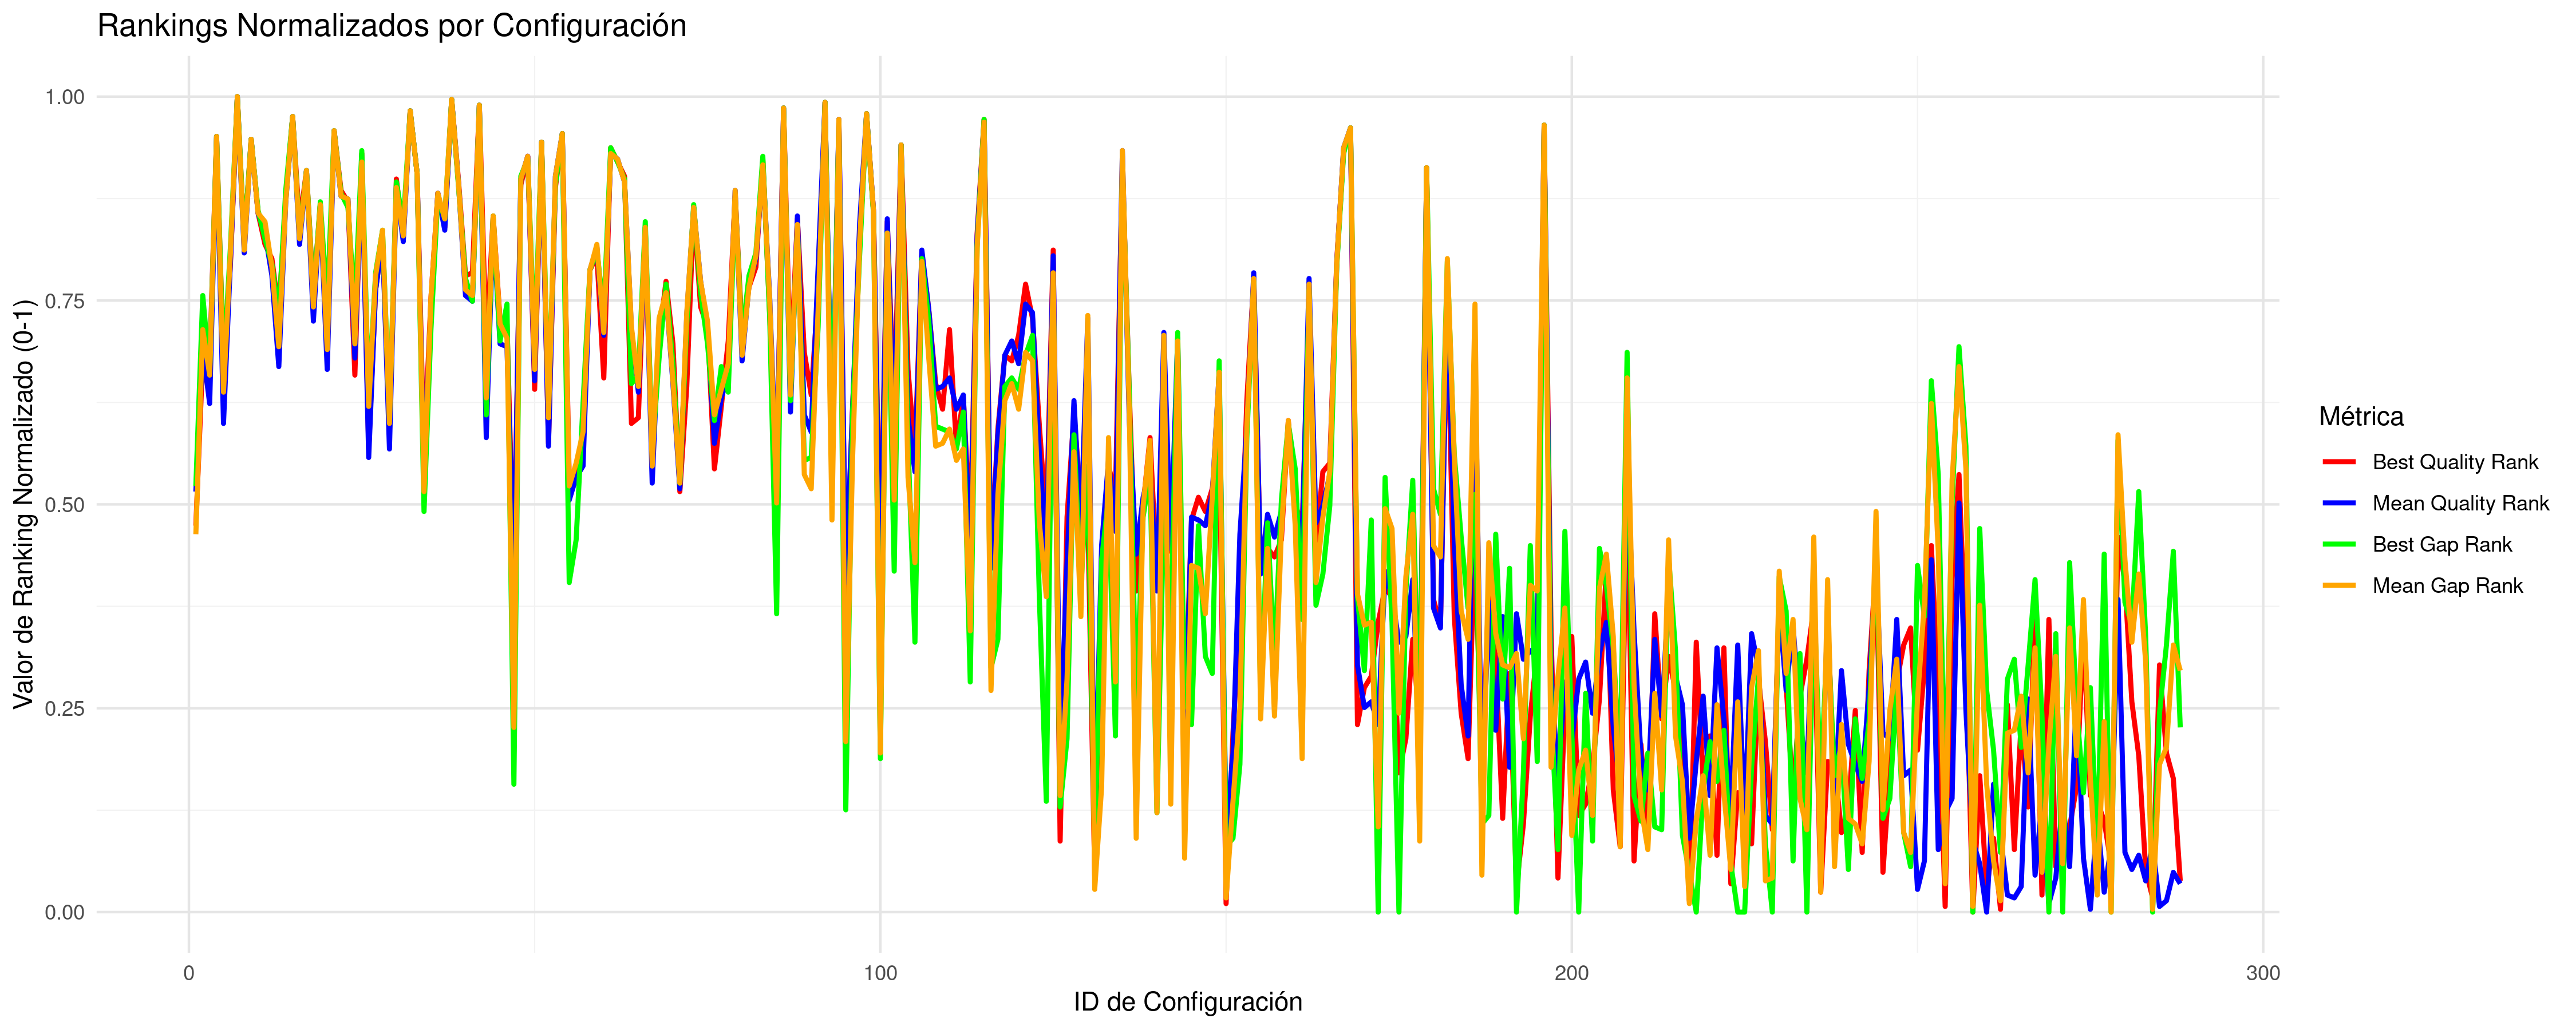 Rankings Normalizados por Configuración
Valor de Ranking Normalizado (0-1)
1.00
0.75
0.50
0.25
0.00
0
100
200
300
ID de Configuración
Métrica
Best Quality Rank
Mean Quality Rank
Best Gap Rank
Mean Gap Rank